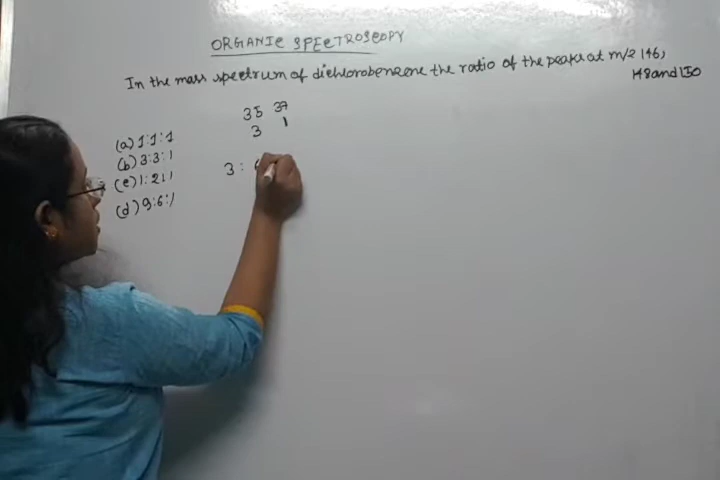 ORGANIC SPECTROSCOPY
In the mass spectrum of dichlorobenzene the ratio of the peaks at m/z 146,
148 and 150
35 37
3 1
(a) 1:1:1
(b) 3:3:1
(c) 1:2:1
(d) 9:6:1
3 :